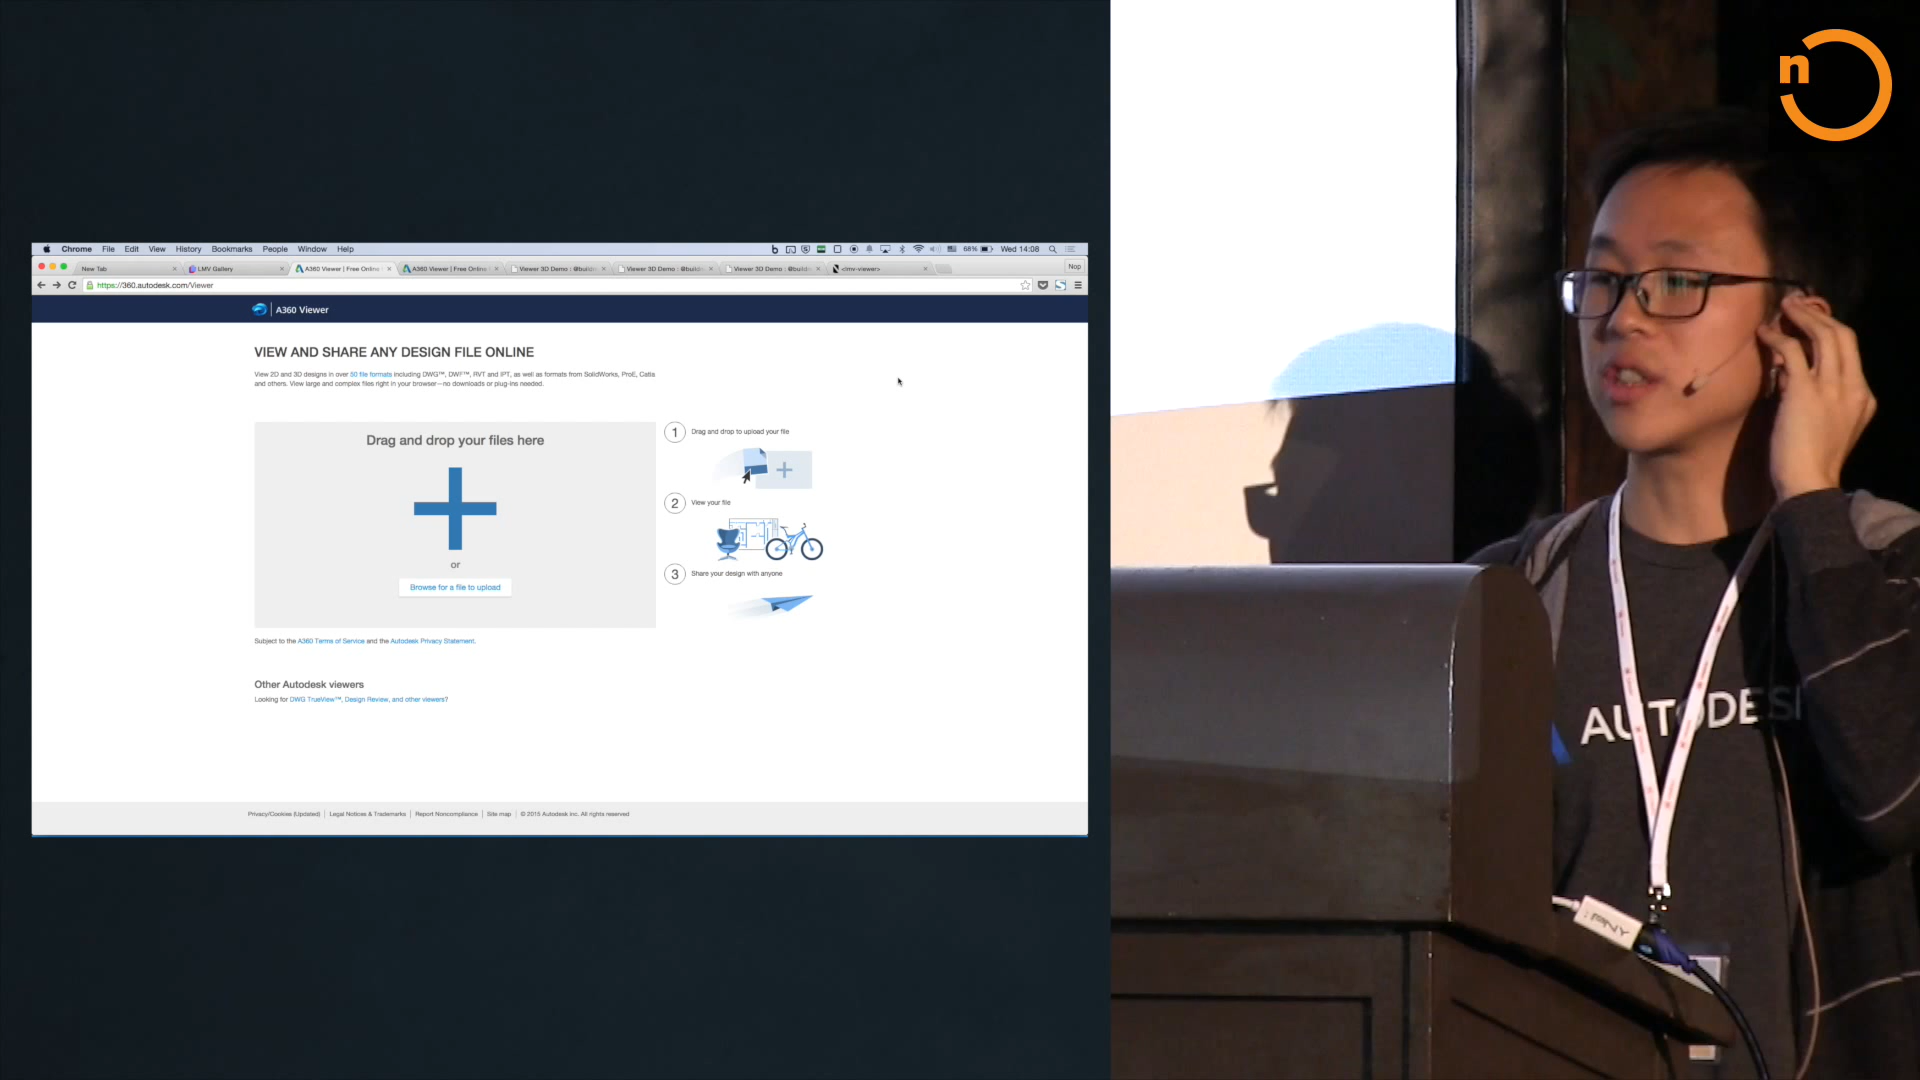 Chrome File Edit View History Bookmarks People Window Help
68% Wed 14:08
New Tab
LMV Gallery
A360 Viewer | Free Online
A360 Viewer | Free Online
Viewer 3D Demo : @build
Viewer 3D Demo : @build
Viewer 3D Demo : @build
Nop
https://360.autodesk.com/Viewer
A360 Viewer
VIEW AND SHARE ANY DESIGN FILE ONLINE
View 2D and 3D designs in over 50 file formats including DWG™, DWF™, RVT and IPT, as well as formats from SolidWorks, ProE, Catia
and others. View large and complex files right in your browser—no downloads or plug-ins needed.
Drag and drop your files here
or
Browse for a file to upload
1 Drag and drop to upload your file
2 View your file
3 Share your design with anyone
Subject to the A360 Terms of Service and the Autodesk Privacy Statement.
Other Autodesk viewers
Looking for DWG TrueView™, Design Review, and other viewers?
Privacy/Cookies (Updated) | Legal Notices & Trademarks | Report Noncompliance | Site map | © 2015 Autodesk Inc. All rights reserved
n
AUTODESK
PNY